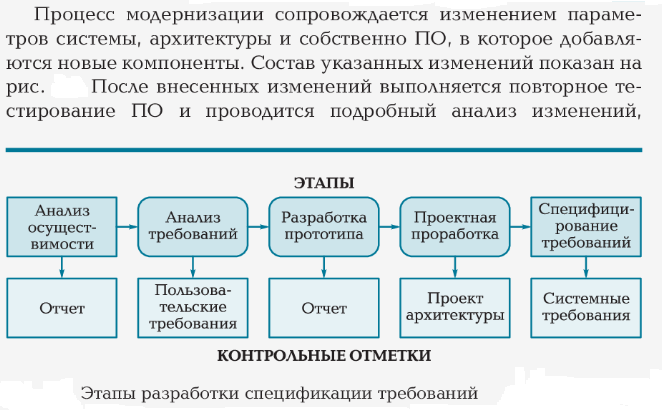 Процесс модернизации сопровождается изменением параме-
тров системы, архитектуры и собственно ПО, в которое добавля-
ются новые компоненты. Состав указанных изменений показан на
рис. После внесенных изменений выполняется повторное те-
стирование ПО и проводится подробный анализ изменений,
ЭТАПЫ
Анализ
осущест-
вимости
Анализ
требований
Разработка
прототипа
Проектная
проработка
Специфици-
рование
требований
Отчет
Пользова-
тельские
требования
Отчет
Проект
архитектуры
Системные
требования
КОНТРОЛЬНЫЕ ОТМЕТКИ
Этапы разработки спецификации требований